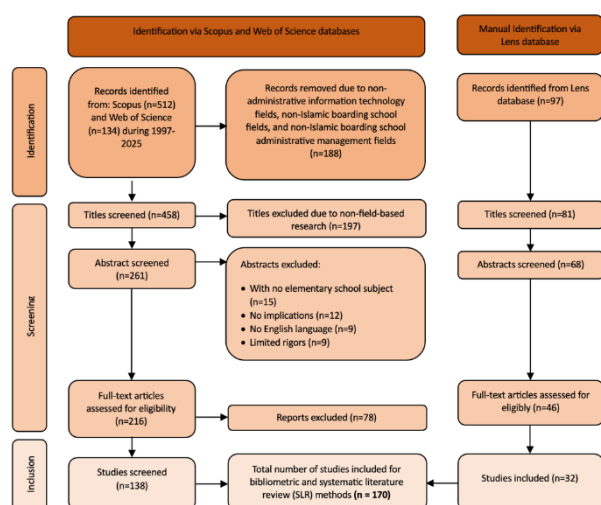 Identification via Scopus and Web of Science databases
Manual Identification via
Lens database
Identification
Records identified
from: Scopus (n=512)
and Web of Science
(n=134) during 1997-
2025
Records removed due to non-
administrative information technology
fields, non-Islamic boarding school
fields, and non-Islamic boarding school
administrative management fields
(n=188)
Records identified from Lens
database (n=97)
Screening
Titles screened (n=458)
Titles excluded due to non-field-based
research (n=197)
Titles screened (n=81)
Abstract screened
(n=261)
Abstracts excluded:
• With no elementary school subject
(n=15)
• No implications (n=12)
• No English language (n=9)
• Limited rigors (n=9)
Abstracts screened (n=68)
Full-text articles
assessed for eligibility
(n=216)
Reports excluded (n=78)
Full-text articles assessed for
eligibly (n=46)
Inclusion
Studies screened
(n=138)
Total number of studies included for
bibliometric and systematic literature
review (SLR) methods (n = 170)
Studies included (n=32)